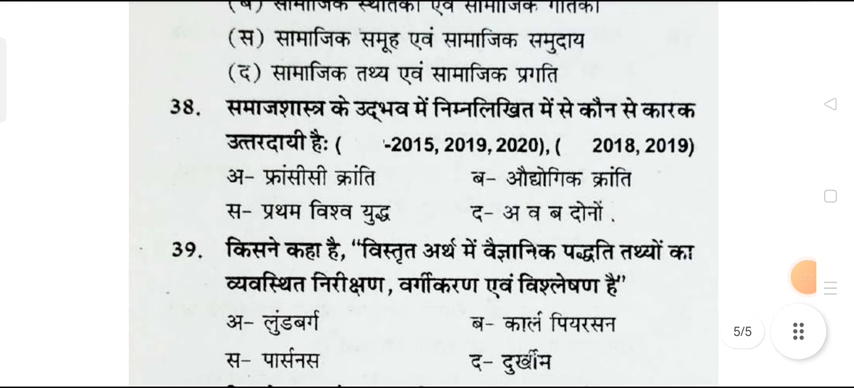 (ब) सामाजिक स्थैतिकी एवं सामाजिक गतिकी
(स) सामाजिक समूह एवं सामाजिक समुदाय
(द) सामाजिक तथ्य एवं सामाजिक प्रगति
38. समाजशास्त्र के उद्भव में निम्नलिखित में से कौन से कारक
उत्तरदायी हैः ( -2015, 2019, 2020), ( 2018, 2019)
अ– फ्रांसीसी क्रांति ब– औद्योगिक क्रांति
स– प्रथम विश्व युद्ध द– अ व ब दोनों .
39. किसने कहा है, “विस्तृत अर्थ में वैज्ञानिक पद्धति तथ्यों का
व्यवस्थित निरीक्षण, वर्गीकरण एवं विश्लेषण है”
अ– लुंडबर्ग ब– कार्ल पियरसन
स– पार्सनस द– दुर्खीम
5/5